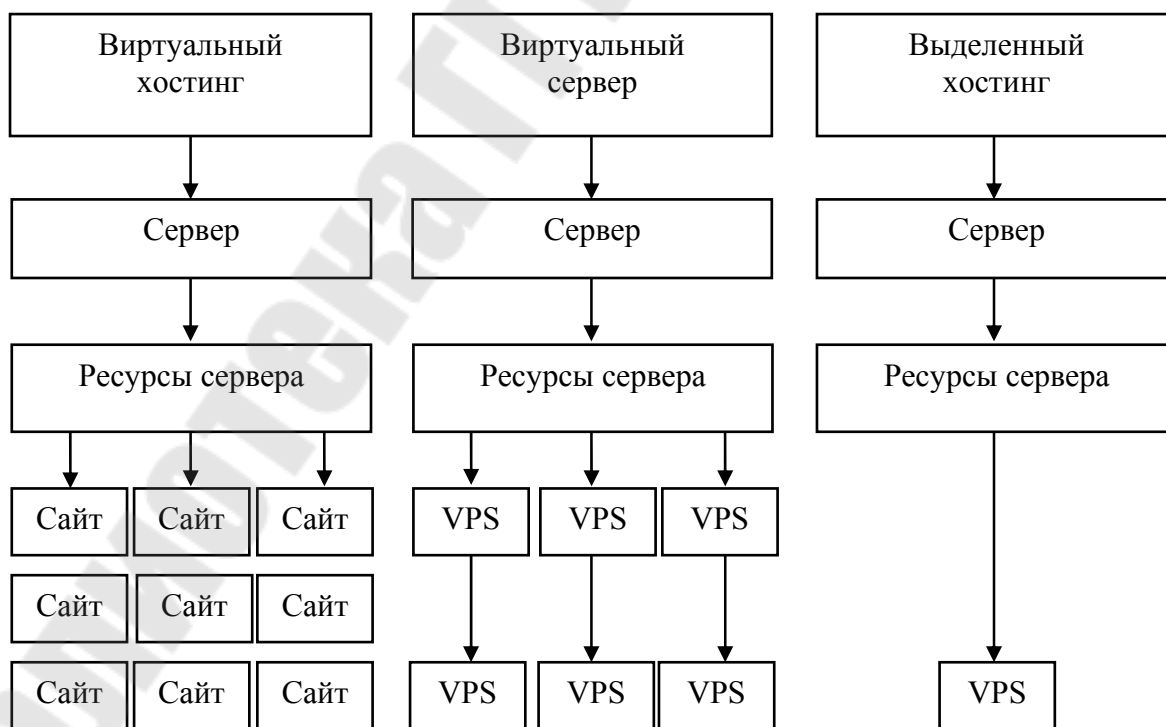 Виртуальный
хостинг
Виртуальный
сервер
Выделенный
хостинг
Сервер
Сервер
Сервер
Ресурсы сервера
Ресурсы сервера
Ресурсы сервера
Сайт Сайт Сайт
VPS VPS VPS
Сайт Сайт Сайт
Сайт Сайт Сайт
VPS VPS VPS
VPS